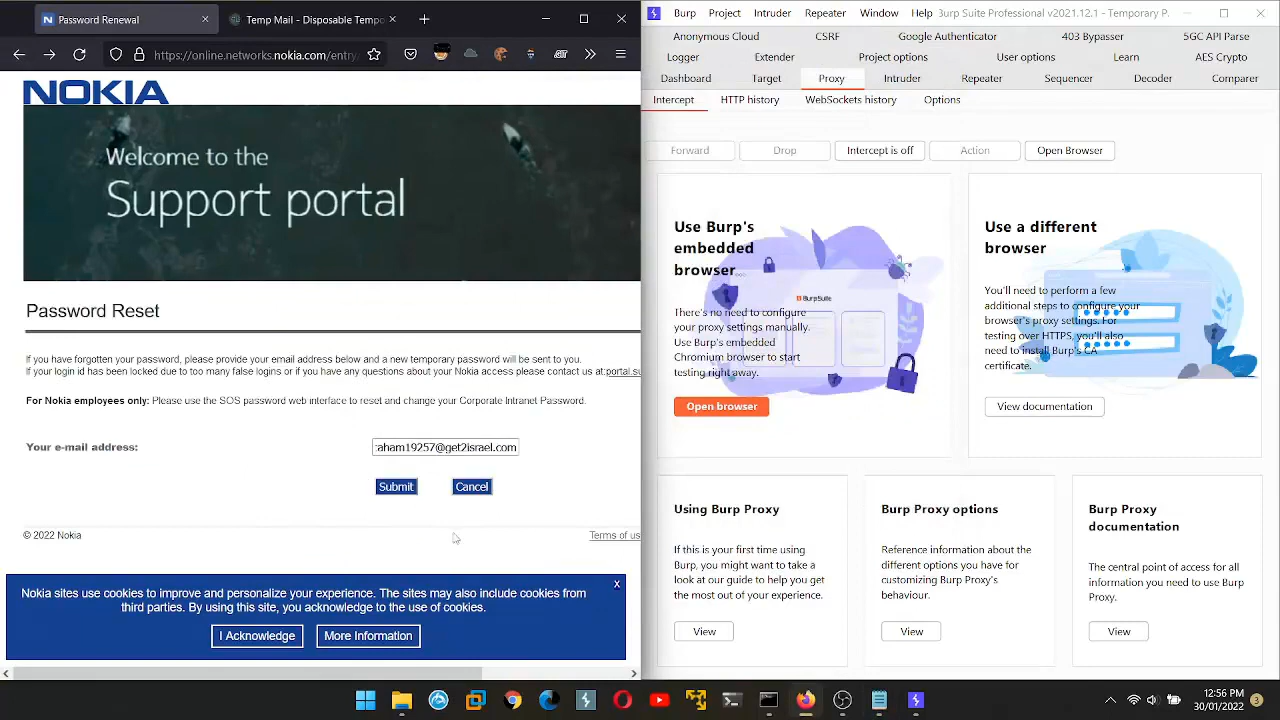 Password Renewal
Temp Mail - Disposable Temp
https://online.networks.nokia.com/entry
NOKIA
Welcome to the
Support portal
Password Reset
If you have forgotten your password, please provide your email address below and a new temporary password will be sent to you.
If your login id has been locked due to too many false logins or if you have any questions about your Nokia access please contact us at:portal.su
For Nokia employees only: Please use the SOS password web interface to reset and change your Corporate Intranet Password.
Your e-mail address:
aham19257@get2israel.com
Submit Cancel
© 2022 Nokia
Terms of us
Nokia sites use cookies to improve and personalize your experience. The sites may also include cookies from
third parties. By using this site, you acknowledge to the use of cookies.
X
I Acknowledge More Information
Burp Project Intruder Repeater Window Help Burp Suite Professional v2021.12.1 - Temporary P.
Anonymous Cloud CSRF Google Authenticator 403 Bypasser 5GC API Parse
Logger Extender Project options User options Learn AES Crypto
Dashboard Target Proxy Intruder Repeater Sequencer Decoder Comparer
Intercept HTTP history WebSockets history Options
Forward Drop Intercept is off Action Open Browser
Use Burp's
embedded
browser
There's no need to configure
your proxy settings manually.
Use Burp's embedded
Chromium browser to start
testing right away.
Open browser
BurpSuite
Use a different
browser
You'll need to perform a few
additional steps to configure your
browser's proxy settings. For
testing over HTTPS, you'll also
need to install Burp's CA
certificate.
View documentation
Using Burp Proxy
If this is your first time using
Burp, you might want to take a
look at our guide to help you get
the most out of your experience.
View
Burp Proxy options
Reference information about the
different options you have for
customizing Burp Proxy's
behaviour.
View
Burp Proxy
documentation
The central point of access for all
information you need to use Burp
Proxy.
View
12:56 PM
30/01/2022
3